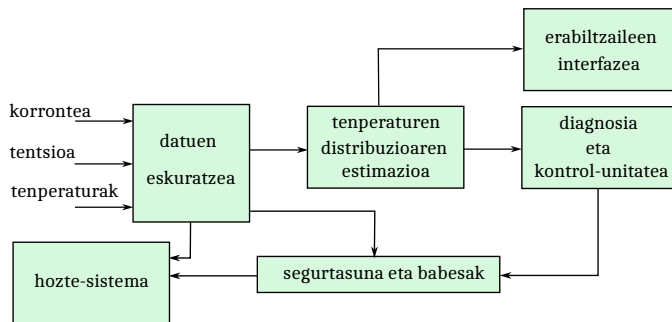 korrontea
tentsioa
tenperaturak
datuen
eskuratzea
tenperaturen
distribuzioaren
estimazioa
erabiltzaileen
interfazea
diagnosia
eta
kontrol-unitatea
hozte-sistema
segurtasuna eta babesak